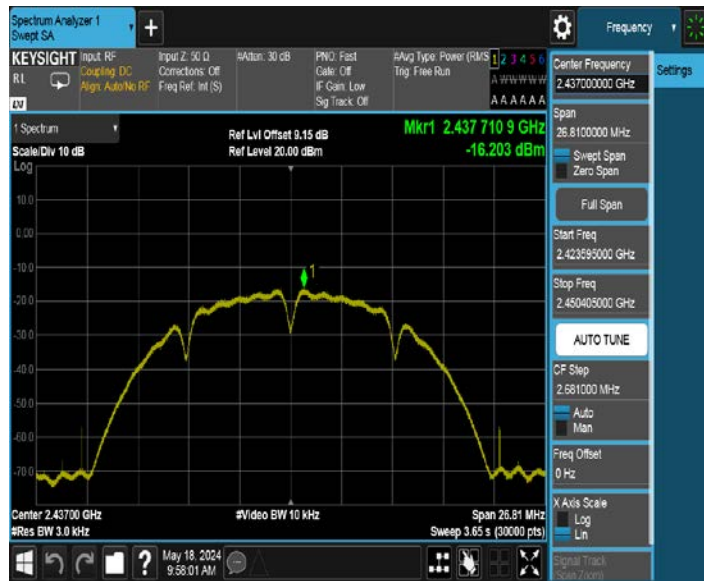 Spectrum Analyzer 1
Swept SA
+
Frequency
KEYSIGHT
RL
Input: RF
Coupling: DC
Align: Auto/No RF
Input Z: 50 Ω
Corrections: Off
Freq Ref: Int (S)
#Atten: 30 dB
PNO: Fast
Gate: Off
IF Gain: Low
Sig Track: Off
#Avg Type: Power (RMS
Trig: Free Run
1 2 3 4 5 6
A W W W W W
A A A A A A
1 Spectrum
Scale/Div 10 dB
Log
Ref Lvl Offset 9.15 dB
Ref Level 20.00 dBm
Mkr1 2.437 710 9 GHz
-16.203 dBm
10.0
0.00
-10.0
-20.0
-30.0
-40.0
-50.0
-60.0
-70.0
1
Center 2.43700 GHz
#Res BW 3.0 kHz
#Video BW 10 kHz
Span 26.81 MHz
Sweep 3.65 s (30000 pts)
May 18, 2024
9:58:01 AM
?
Center Frequency
2.437000000 GHz
Span
26.8100000 MHz
Swept Span
Zero Span
Full Span
Start Freq
2.423595000 GHz
Stop Freq
2.450405000 GHz
AUTO TUNE
CF Step
2.681000 MHz
Auto
Man
Freq Offset
0 Hz
X Axis Scale
Log
Lin
Signal Track
(Span Zoom)
Settings